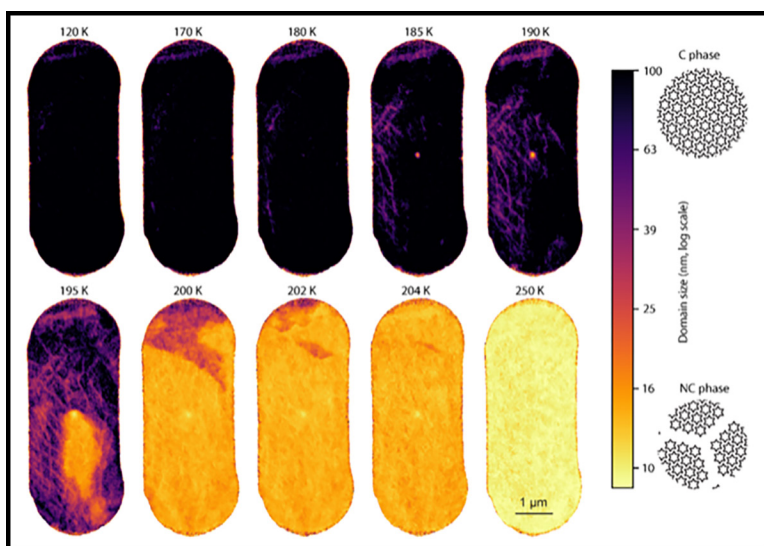 120 K 170 K 180 K 185 K 190 K
C phase
100
63
39
25
16
10
Domain size (nm, log scale)
195 K 200 K 202 K 204 K 250 K
NC phase
1 µm